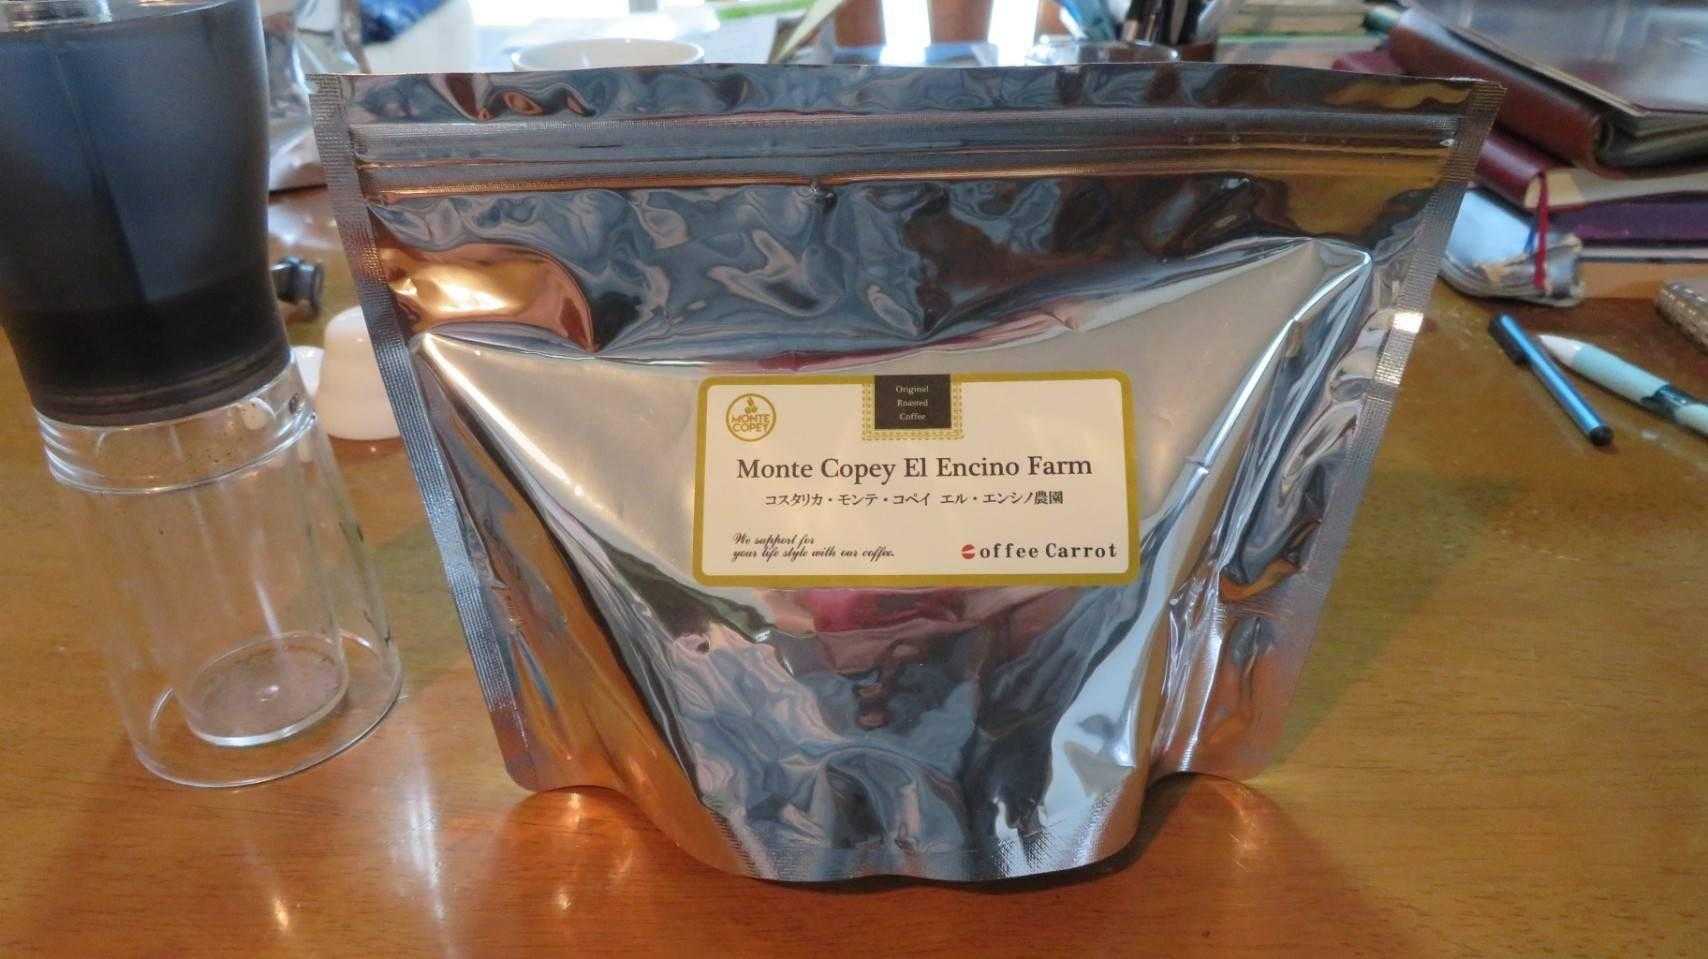 Original
Roasted
Coffee
MONTE
COPEY
Monte Copey El Encino Farm
コスタリカ・モンテ・コペイ エル・エンシノ農園
We support for
your life style with our coffee.
Coffee Carrot